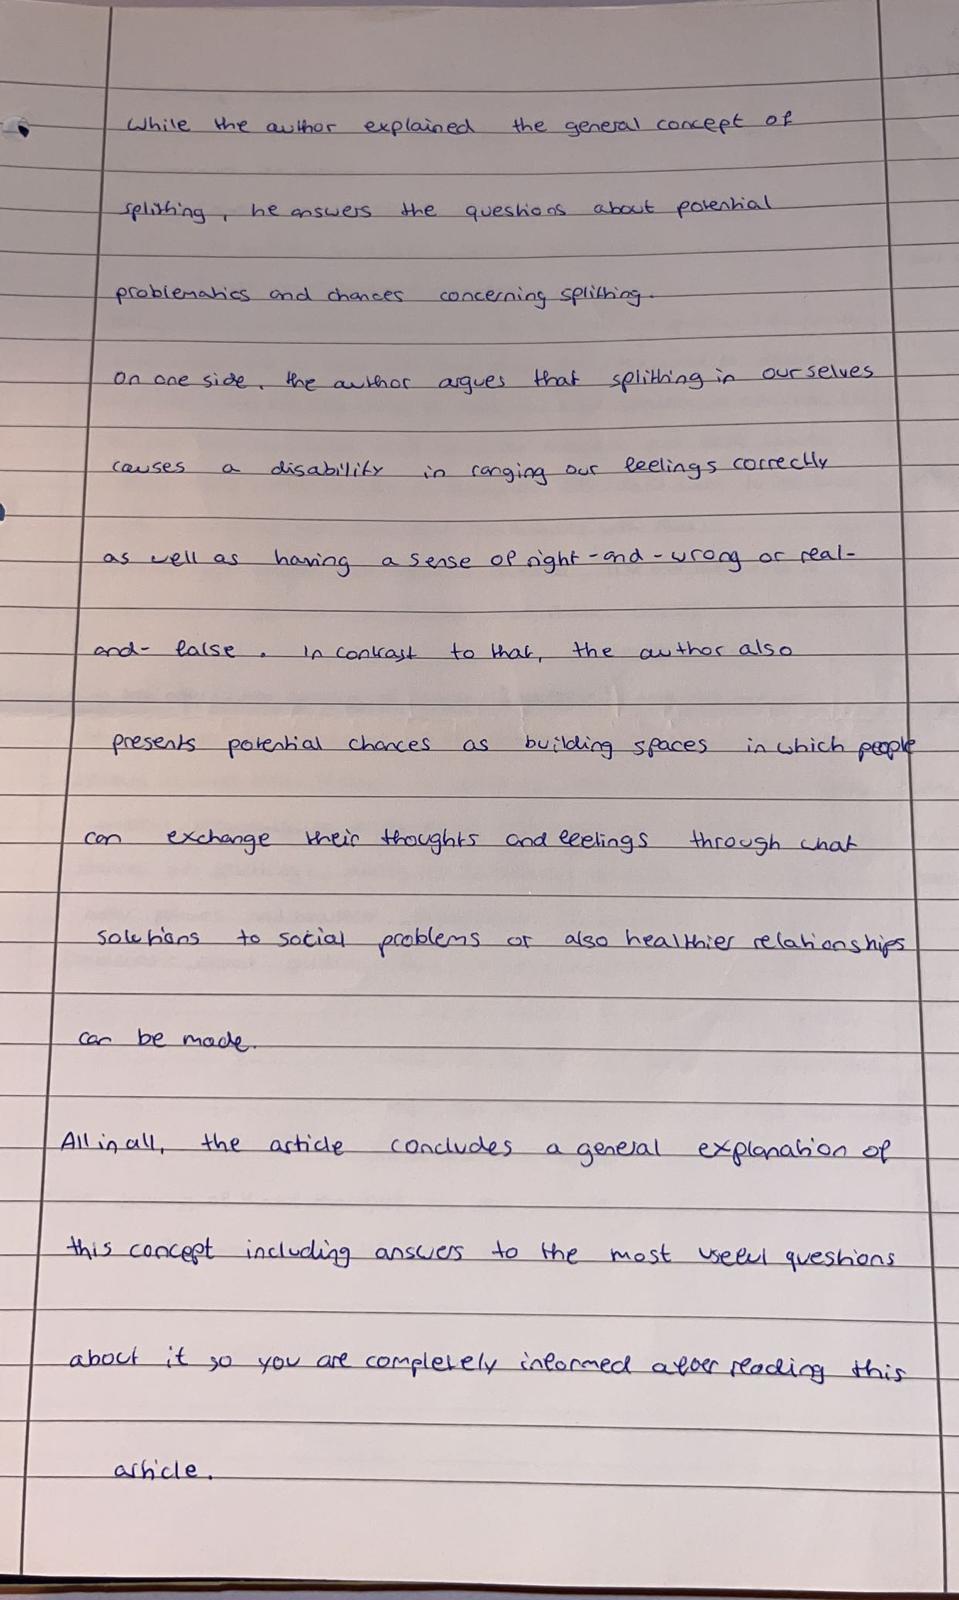 While the author explained the general concept of
splitting, he answers the questions about potential
problematics and chances concerning splitting.
On one side, the author argues that splitting in ourselves
causes a disability in ranging our feelings correctly
as well as having a sense of right-and-wrong or real-
and-false. In contrast to that, the author also
presents potential chances as building spaces in which people
can exchange their thoughts and feelings through what
solutions to social problems or also healthier relationships
can be made.
All in all, the article concludes a general explanation of
this concept including answers to the most useful questions
about it so you are completely informed after reading this
article.